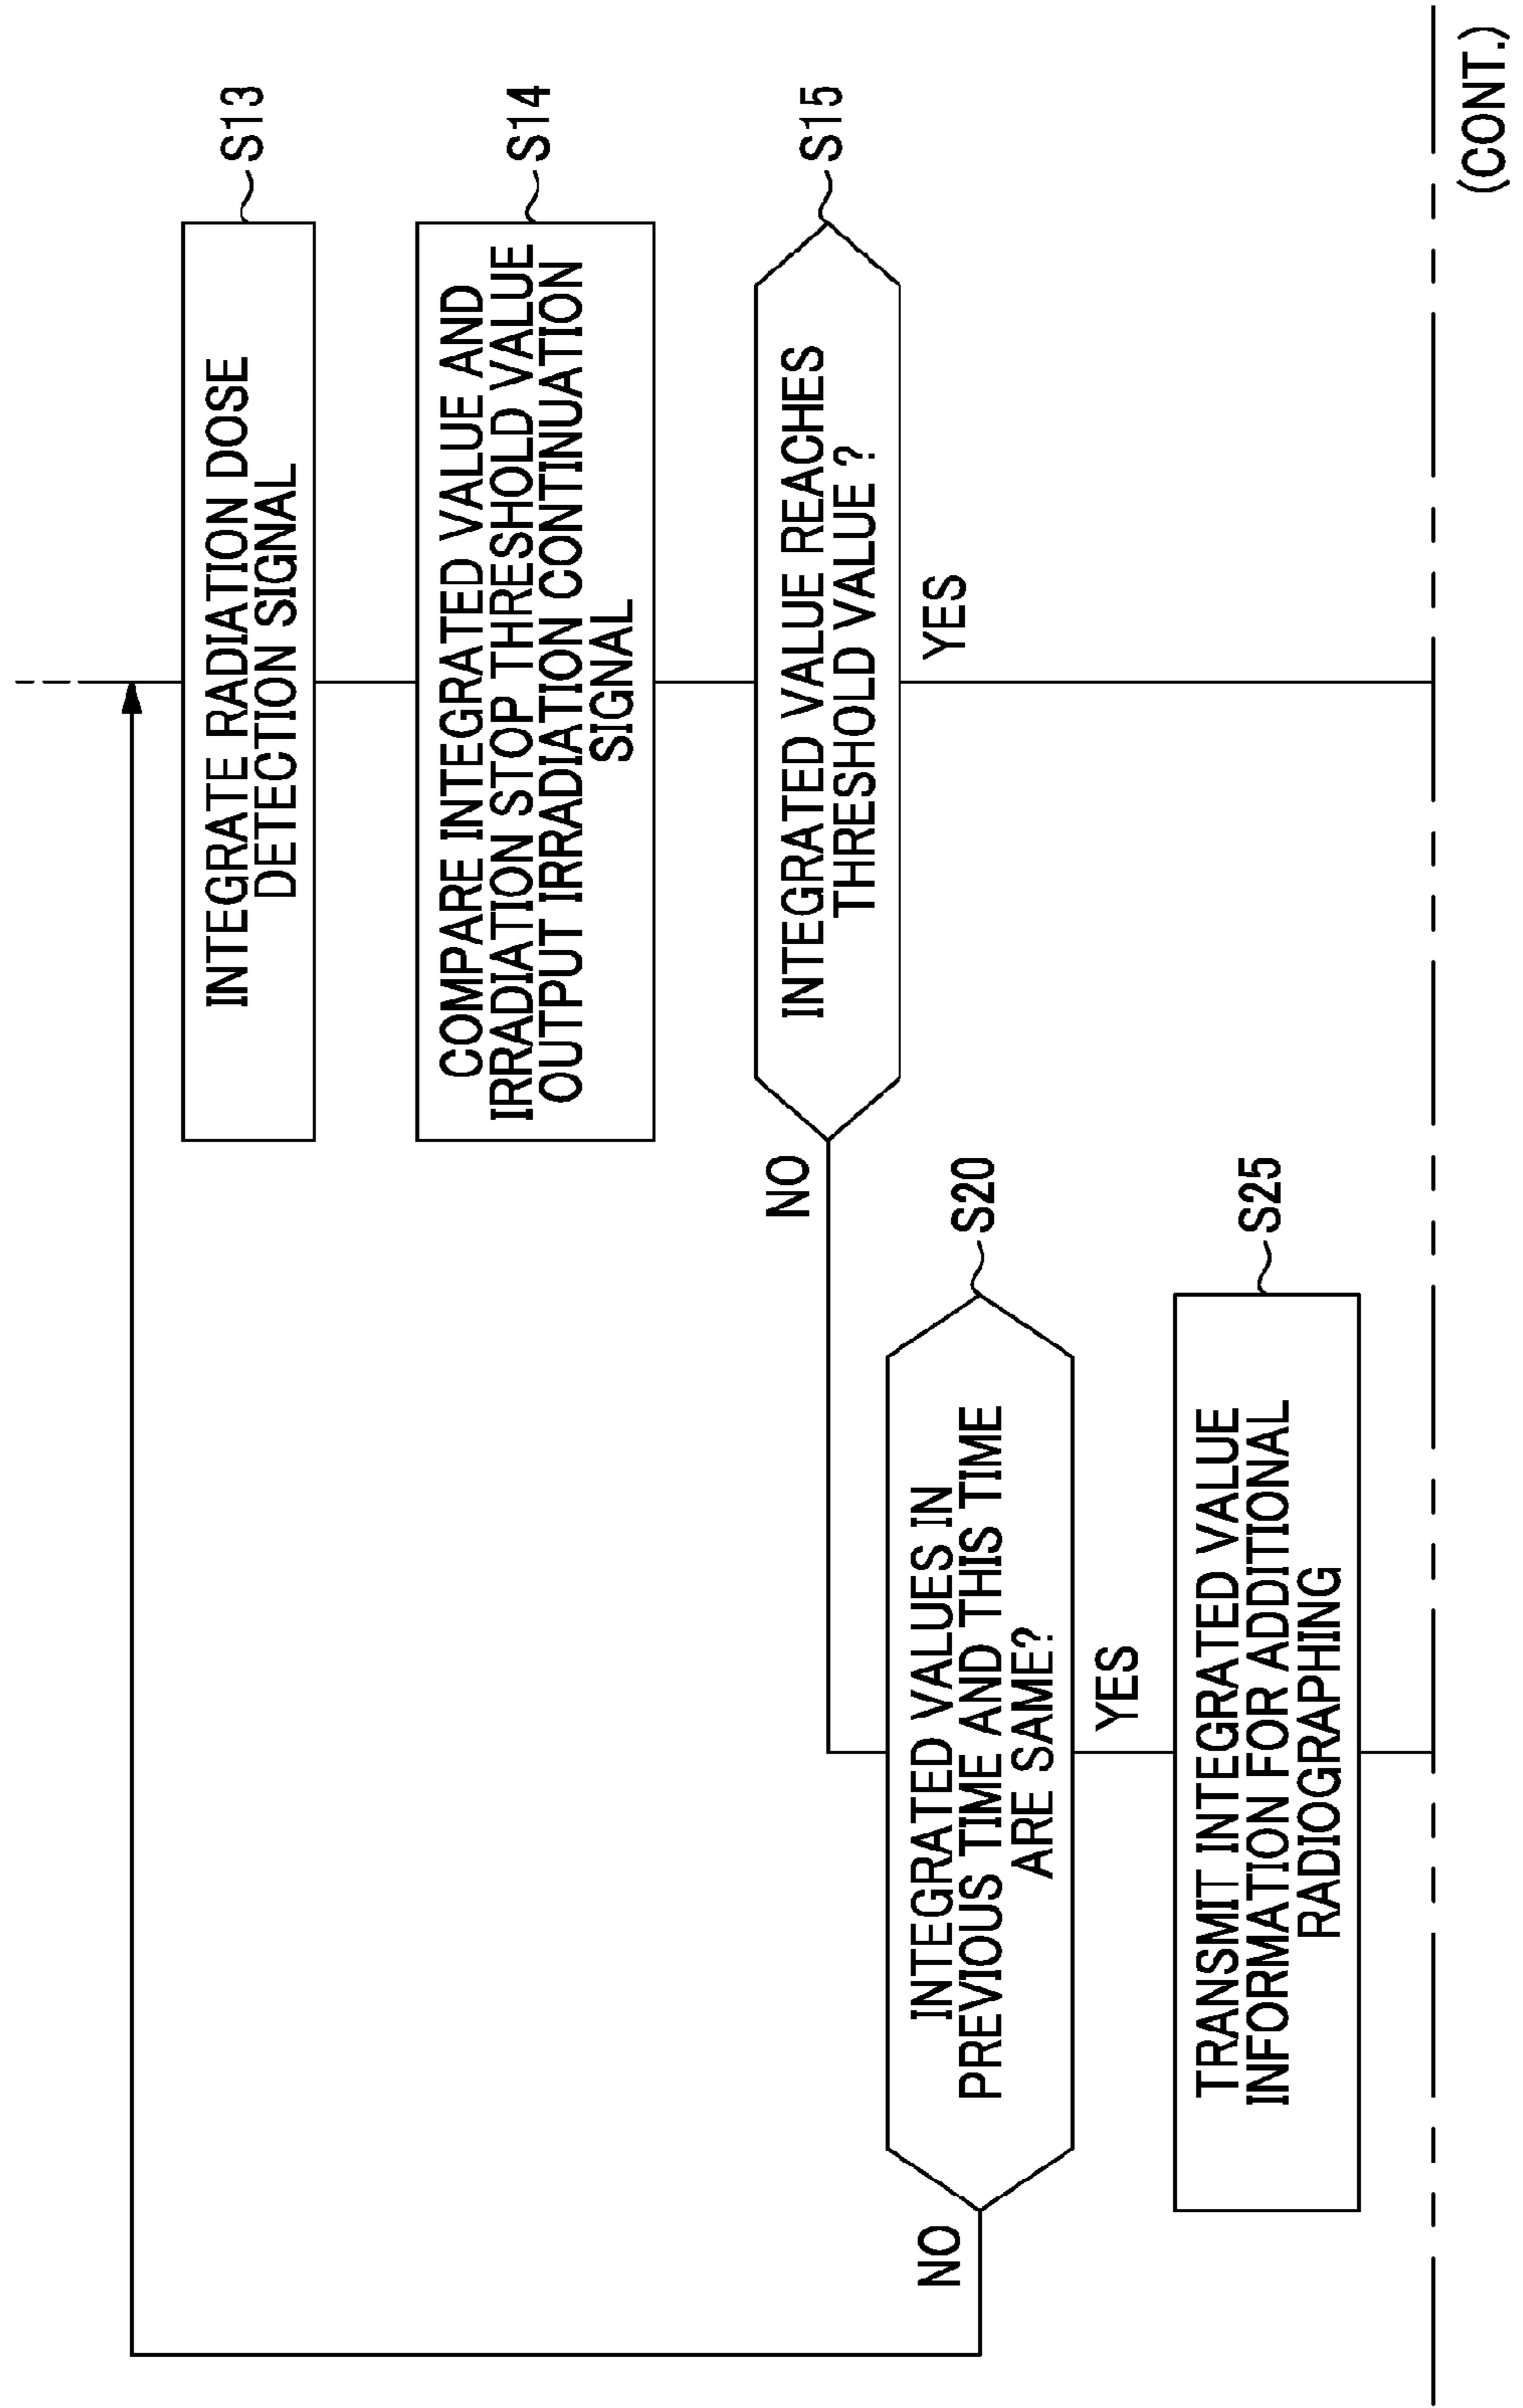 INTEGRATE RADIATION DOSE
DETECTION SIGNAL
S13
COMPARE INTEGRATED VALUE AND
IRRADIATION STOP THRESHOLD VALUE
OUTPUT IRRADIATION CONTINUATION
SIGNAL
S14
INTEGRATED VALUE REACHES
THRESHOLD VALUE ?
S15
NO
YES
INTEGRATED VALUES IN
PREVIOUS TIME AND THIS TIME
ARE SAME?
S20
NO
YES
TRANSMIT INTEGRATED VALUE
INFORMATION FOR ADDITIONAL
RADIOGRAPHING
S25
(CONT.)